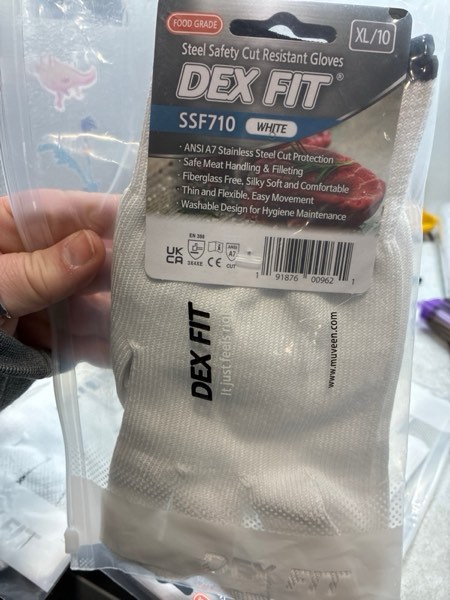 FOOD GRADE
XL/10
Steel Safety Cut Resistant Gloves
DEX FIT®
SSF710 WHITE
· ANSI A7 Stainless Steel Cut Protection
· Safe Meat Handling & Filleting
· Fiberglass Free, Silky Soft and Comfortable
· Thin and Flexible, Easy Movement
· Washable Design for Hygiene Maintenance
EN 388
UK
CA
3X4XE
CE
ANSI
A7
CUT
1 91876 00962 1
DEX FIT
It just feels right
www.muveen.com
FIT